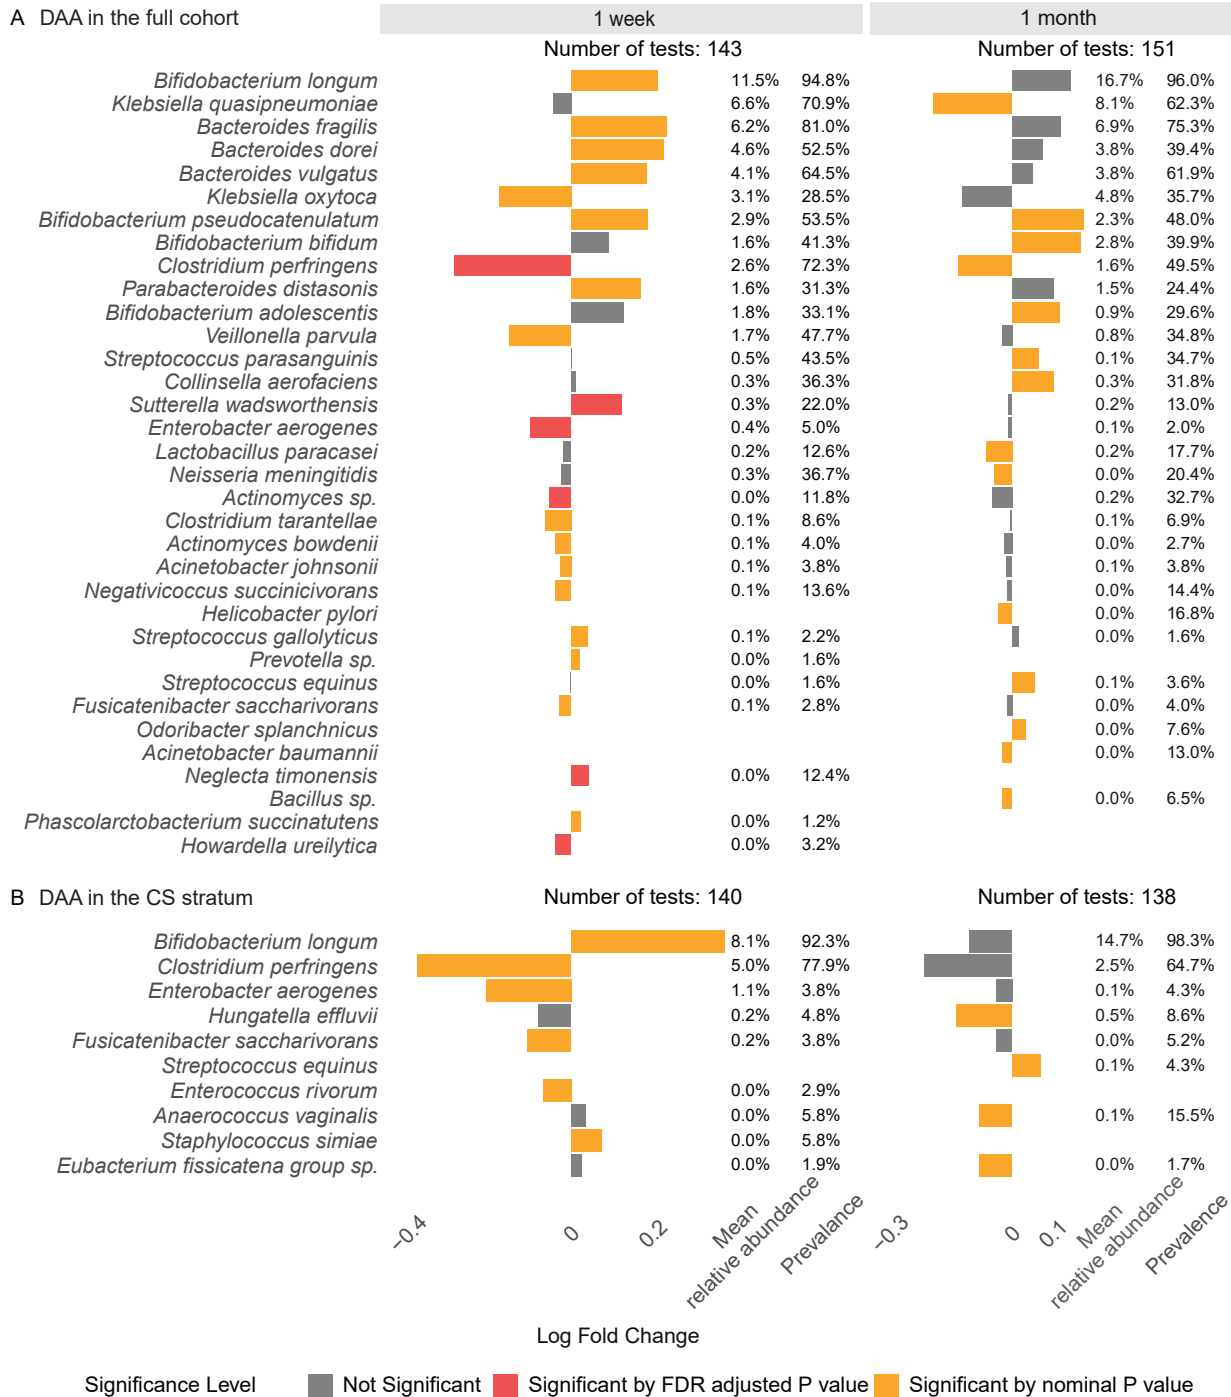 A DAA in the full cohort
1 week
1 month
Number of tests: 143
Number of tests: 151
Bifidobacterium longum 11.5% 94.8% 16.7% 96.0%
Klebsiella quasipneumoniae 6.6% 70.9% 8.1% 62.3%
Bacteroides fragilis 6.2% 81.0% 6.9% 75.3%
Bacteroides dorei 4.6% 52.5% 3.8% 39.4%
Bacteroides vulgatus 4.1% 64.5% 3.8% 61.9%
Klebsiella oxytoca 3.1% 28.5% 4.8% 35.7%
Bifidobacterium pseudocatenulatum 2.9% 53.5% 2.3% 48.0%
Bifidobacterium bifidum 1.6% 41.3% 2.8% 39.9%
Clostridium perfringens 2.6% 72.3% 1.6% 49.5%
Parabacteroides distasonis 1.6% 31.3% 1.5% 24.4%
Bifidobacterium adolescentis 1.8% 33.1% 0.9% 29.6%
Veillonella parvula 1.7% 47.7% 0.8% 34.8%
Streptococcus parasanguinis 0.5% 43.5% 0.1% 34.7%
Collinsella aerofaciens 0.3% 36.3% 0.3% 31.8%
Sutterella wadsworthensis 0.3% 22.0% 0.2% 13.0%
Enterobacter aerogenes 0.4% 5.0% 0.1% 2.0%
Lactobacillus paracasei 0.2% 12.6% 0.2% 17.7%
Neisseria meningitidis 0.3% 36.7% 0.0% 20.4%
Actinomyces sp. 0.0% 11.8% 0.2% 32.7%
Clostridium tarantellae 0.1% 8.6% 0.1% 6.9%
Actinomyces bowdenii 0.1% 4.0% 0.0% 2.7%
Acinetobacter johnsonii 0.1% 3.8% 0.1% 3.8%
Negativicoccus succinicivorans 0.1% 13.6% 0.0% 14.4%
Helicobacter pylori 0.0% 16.8%
Streptococcus gallolyticus 0.1% 2.2% 0.0% 1.6%
Prevotella sp. 0.0% 1.6%
Streptococcus equinus 0.0% 1.6% 0.1% 3.6%
Fusicatenibacter saccharivorans 0.1% 2.8% 0.0% 4.0%
Odoribacter splanchnicus 0.0% 7.6%
Acinetobacter baumannii 0.0% 13.0%
Neglecta timonensis 0.0% 12.4%
Bacillus sp. 0.0% 6.5%
Phascolarctobacterium succinatutens 0.0% 1.2%
Howardella ureilytica 0.0% 3.2%
B DAA in the CS stratum
Number of tests: 140
Number of tests: 138
Bifidobacterium longum 8.1% 92.3% 14.7% 98.3%
Clostridium perfringens 5.0% 77.9% 2.5% 64.7%
Enterobacter aerogenes 1.1% 3.8% 0.1% 4.3%
Hungatella effluvii 0.2% 4.8% 0.5% 8.6%
Fusicatenibacter saccharivorans 0.2% 3.8% 0.0% 5.2%
Streptococcus equinus 0.1% 4.3%
Enterococcus rivorum 0.0% 2.9%
Anaerococcus vaginalis 0.0% 5.8% 0.1% 15.5%
Staphylococcus simiae 0.0% 5.8%
Eubacterium fissicatena group sp. 0.0% 1.9% 0.0% 1.7%
−0.4 0 0.2
Mean
relative abundance
Prevalance
−0.3 0 0.1
Mean
relative abundance
Prevalence
Log Fold Change
Significance Level Not Significant Significant by FDR adjusted P value Significant by nominal P value